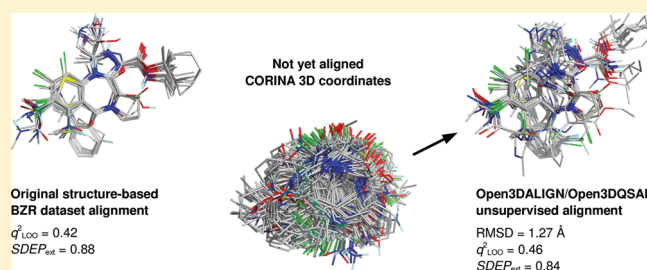 Not yet aligned
CORINA 3D coordinates
Original structure-based
BZR dataset alignment
q²LOO = 0.42
SDEPext = 0.88
Open3DALIGN/Open3DQSAR
unsupervised alignment
RMSD = 1.27 Å
q²LOO = 0.46
SDEPext = 0.84